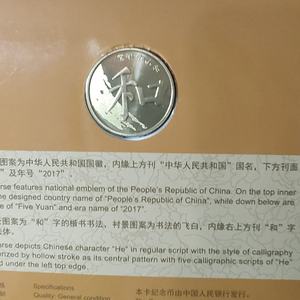 和
图案为中华人民共和国国徽，内缘上方刊“中华人民共和国”国名，下方刊面
及年号“2017”。
rse features national emblem of the People's Republic of China. On the top inner
e designed country name of "People's Republic of China", while down below are
e of "Five Yuan" and era name of "2017"
图案为“和”字的楷书书法，衬景图案为书法的飞白，内缘右上方刊“和”字
体。
rse depicts Chinese character "He" in regular script with the style of calligraphy
erized by hollow stroke as its central pattern with five calligraphic scripts of "He"
d under the left top edge.
Specifications
Quality: General condition
本卡纪念币由中国人民银行发行。